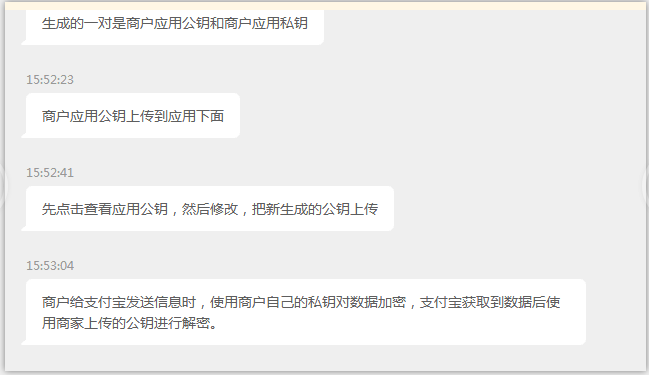 生成的一对是商户应用公钥和商户应用私钥
15:52:23
商户应用公钥上传到应用下面
15:52:41
先点击查看应用公钥，然后修改，把新生成的公钥上传
15:53:04
商户给支付宝发送信息时，使用商户自己的私钥对数据加密，支付宝获取到数据后使
用商家上传的公钥进行解密。